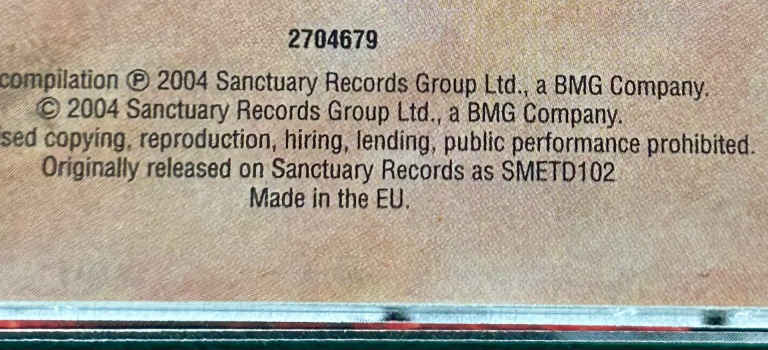 2704679
compilation ℗ 2004 Sanctuary Records Group Ltd., a BMG Company.
© 2004 Sanctuary Records Group Ltd., a BMG Company.
sed copying, reproduction, hiring, lending, public performance prohibited.
Originally released on Sanctuary Records as SMETD102
Made in the EU.